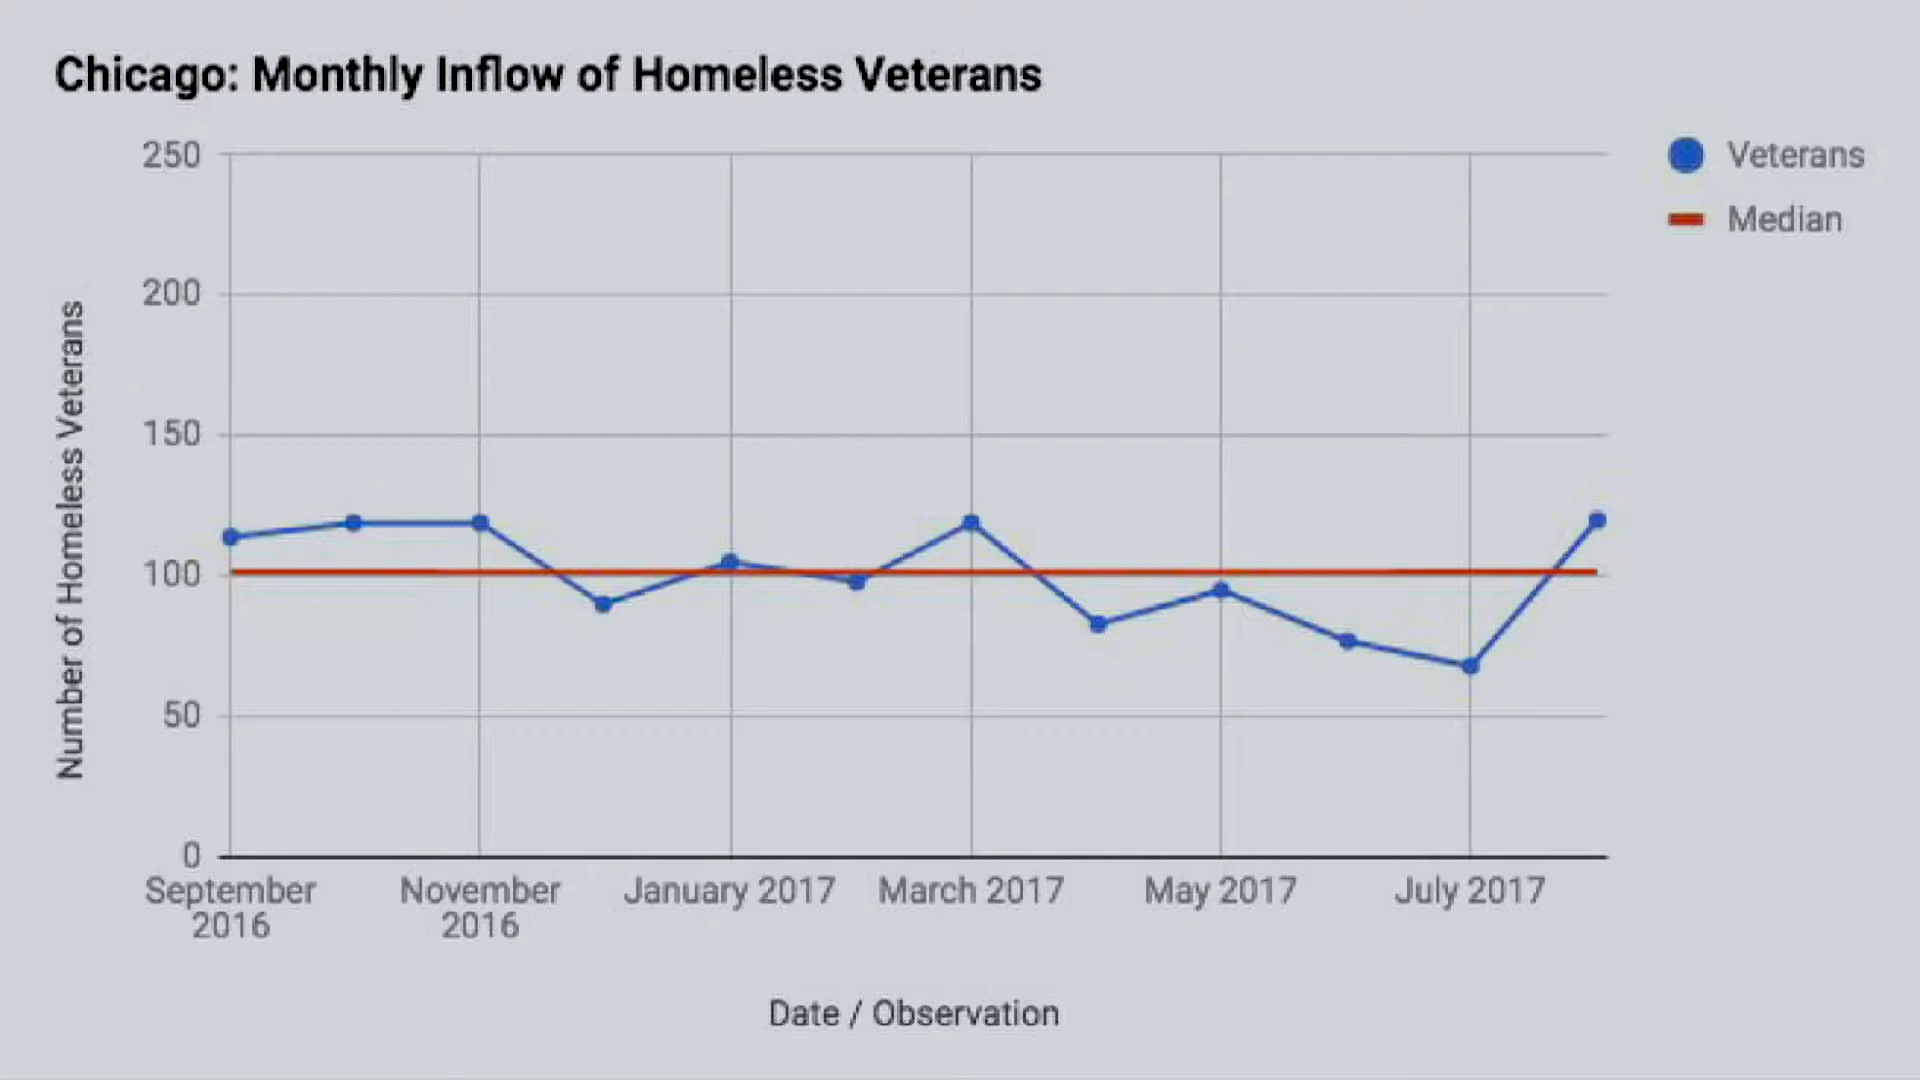 Chicago: Monthly Inflow of Homeless Veterans
250
200
150
100
50
0
Number of Homeless Veterans
September
2016
November
2016
January 2017
March 2017
May 2017
July 2017
Date / Observation
Veterans
Median